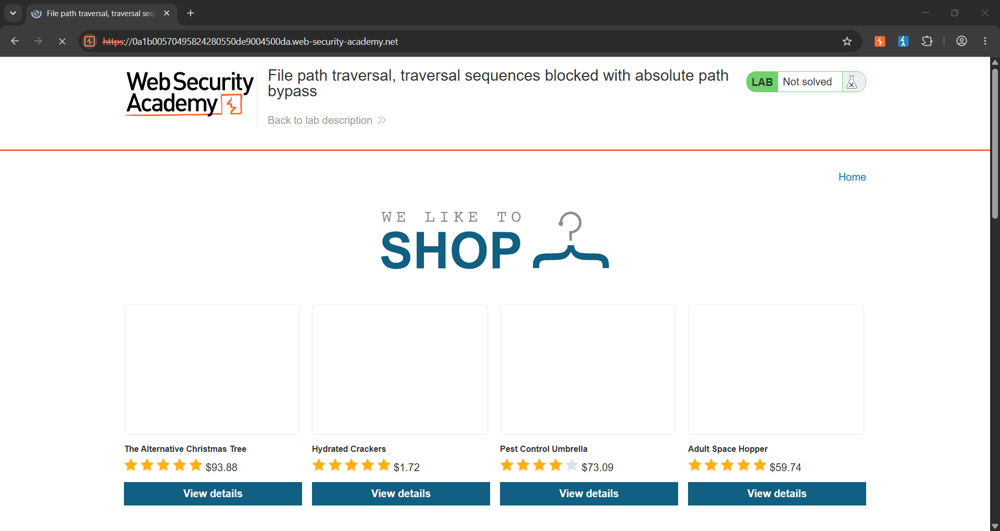 File path traversal, traversal seq
https://0a1b00570495824280550de9004500da.web-security-academy.net
Web Security
Academy
File path traversal, traversal sequences blocked with absolute path
bypass
Back to lab description
LAB Not solved
Home
WE LIKE TO
SHOP
The Alternative Christmas Tree
$93.88
View details
Hydrated Crackers
$1.72
View details
Pest Control Umbrella
$73.09
View details
Adult Space Hopper
$59.74
View details